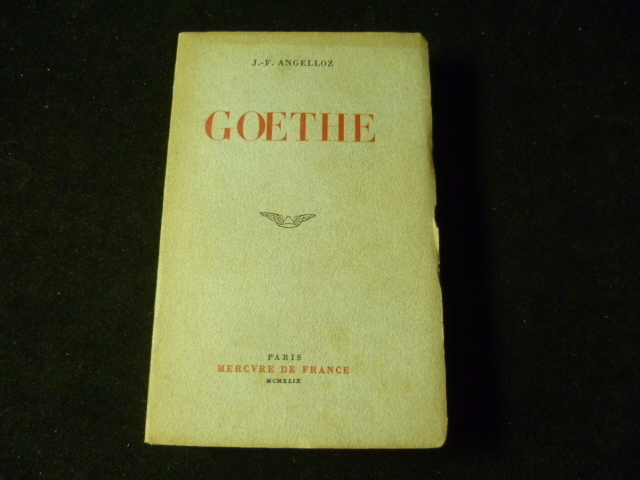 J.-F. ANGELLOZ
GOETHE
PARIS
MERCVRE DE FRANCE
MCMXLIX